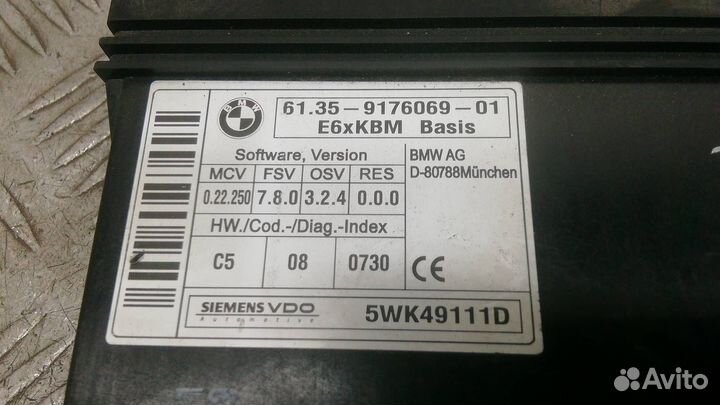 BMW
61.35-9176069-01
E6xKBM Basis
Software, Version
MCV FSV OSV RES
0.22.250 7.8.0 3.2.4 0.0.0
HW./Cod.-/Diag.-Index
C5 08 0730
BMW AG
D-80788München
CE
SIEMENS VDO
Automotive
5WK49111D
Avito